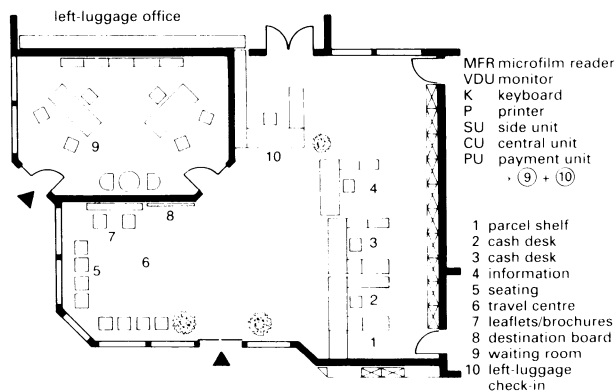 left-luggage office
MFR microfilm reader
VDU monitor
K keyboard
P printer
SU side unit
CU central unit
PU payment unit
→ 9 + 10
1 parcel shelf
2 cash desk
3 cash desk
4 information
5 seating
6 travel centre
7 leaflets/brochures
8 destination board
9 waiting room
10 left-luggage
check-in
9
10
4
8
7
3
5
6
2
1